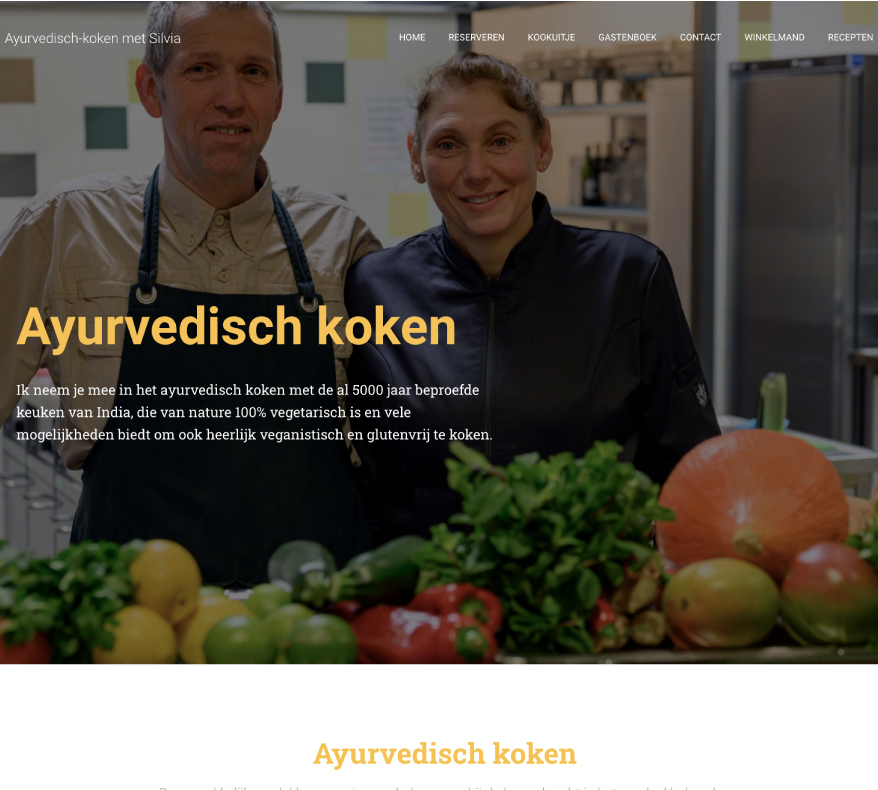 Ayurvedisch-koken met Silvia
HOME RESERVEREN KOOKUITJE GASTENBOEK CONTACT WINKELMAND RECEPTEN
Ayurvedisch koken
Ik neem je mee in het ayurvedisch koken met de al 5000 jaar beproefde
keuken van India, die van nature 100% vegetarisch is en vele
mogelijkheden biedt om ook heerlijk veganistisch en glutenvrij te koken.
Ayurvedisch koken